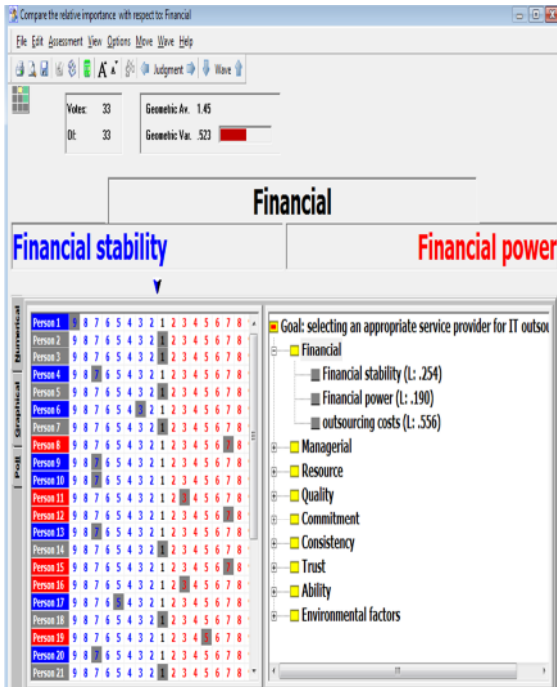 Compare the relative importance with respect to: Financial
File Edit Assessment View Options Move Wave Help
A A Judgment Wave
Votes: 33 Geometric Av. 1.45
Of: 33 Geometric Var. .523
Financial
Financial stability Financial power
Numerical
Graphical
Poll
Person 1 9 8 7 6 5 4 3 2 1 2 3 4 5 6 7 8
Person 2 9 8 7 6 5 4 3 2 1 2 3 4 5 6 7 8
Person 3 9 8 7 6 5 4 3 2 1 2 3 4 5 6 7 8
Person 4 9 8 7 6 5 4 3 2 1 2 3 4 5 6 7 8
Person 5 9 8 7 6 5 4 3 2 1 2 3 4 5 6 7 8
Person 6 9 8 7 6 5 4 3 2 1 2 3 4 5 6 7 8
Person 7 9 8 7 6 5 4 3 2 1 2 3 4 5 6 7 8
Person 8 9 8 7 6 5 4 3 2 1 2 3 4 5 6 7 8
Person 9 9 8 7 6 5 4 3 2 1 2 3 4 5 6 7 8
Person 10 9 8 7 6 5 4 3 2 1 2 3 4 5 6 7 8
Person 11 9 8 7 6 5 4 3 2 1 2 3 4 5 6 7 8
Person 12 9 8 7 6 5 4 3 2 1 2 3 4 5 6 7 8
Person 13 9 8 7 6 5 4 3 2 1 2 3 4 5 6 7 8
Person 14 9 8 7 6 5 4 3 2 1 2 3 4 5 6 7 8
Person 15 9 8 7 6 5 4 3 2 1 2 3 4 5 6 7 8
Person 16 9 8 7 6 5 4 3 2 1 2 3 4 5 6 7 8
Person 17 9 8 7 6 5 4 3 2 1 2 3 4 5 6 7 8
Person 18 9 8 7 6 5 4 3 2 1 2 3 4 5 6 7 8
Person 19 9 8 7 6 5 4 3 2 1 2 3 4 5 6 7 8
Person 20 9 8 7 6 5 4 3 2 1 2 3 4 5 6 7 8
Person 21 9 8 7 6 5 4 3 2 1 2 3 4 5 6 7 8
Goal: selecting an appropriate service provider for IT outsou
Financial
Financial stability (L: .254)
Financial power (L: .190)
outsourcing costs (L: .556)
Managerial
Resource
Quality
Commitment
Consistency
Trust
Ability
Environmental factors